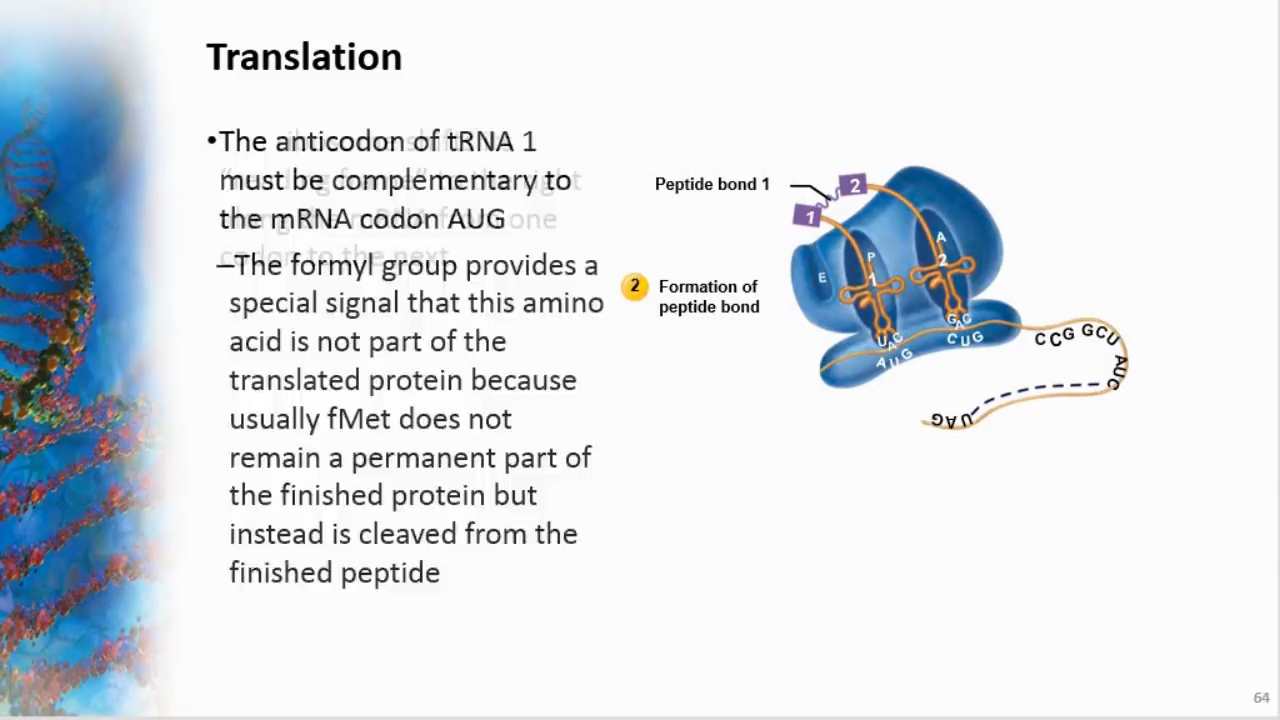 Translation
•The anticodon of tRNA 1
must be complementary to
the mRNA codon AUG
–The formyl group provides a
special signal that this amino
acid is not part of the
translated protein because
usually fMet does not
remain a permanent part of
the finished protein but
instead is cleaved from the
finished peptide
Peptide bond 1
2
1
A
P
E
2
1
2 Formation of
peptide bond
UAC
GAC
AUG
CUG
CCG GCU AUC
UAG
64